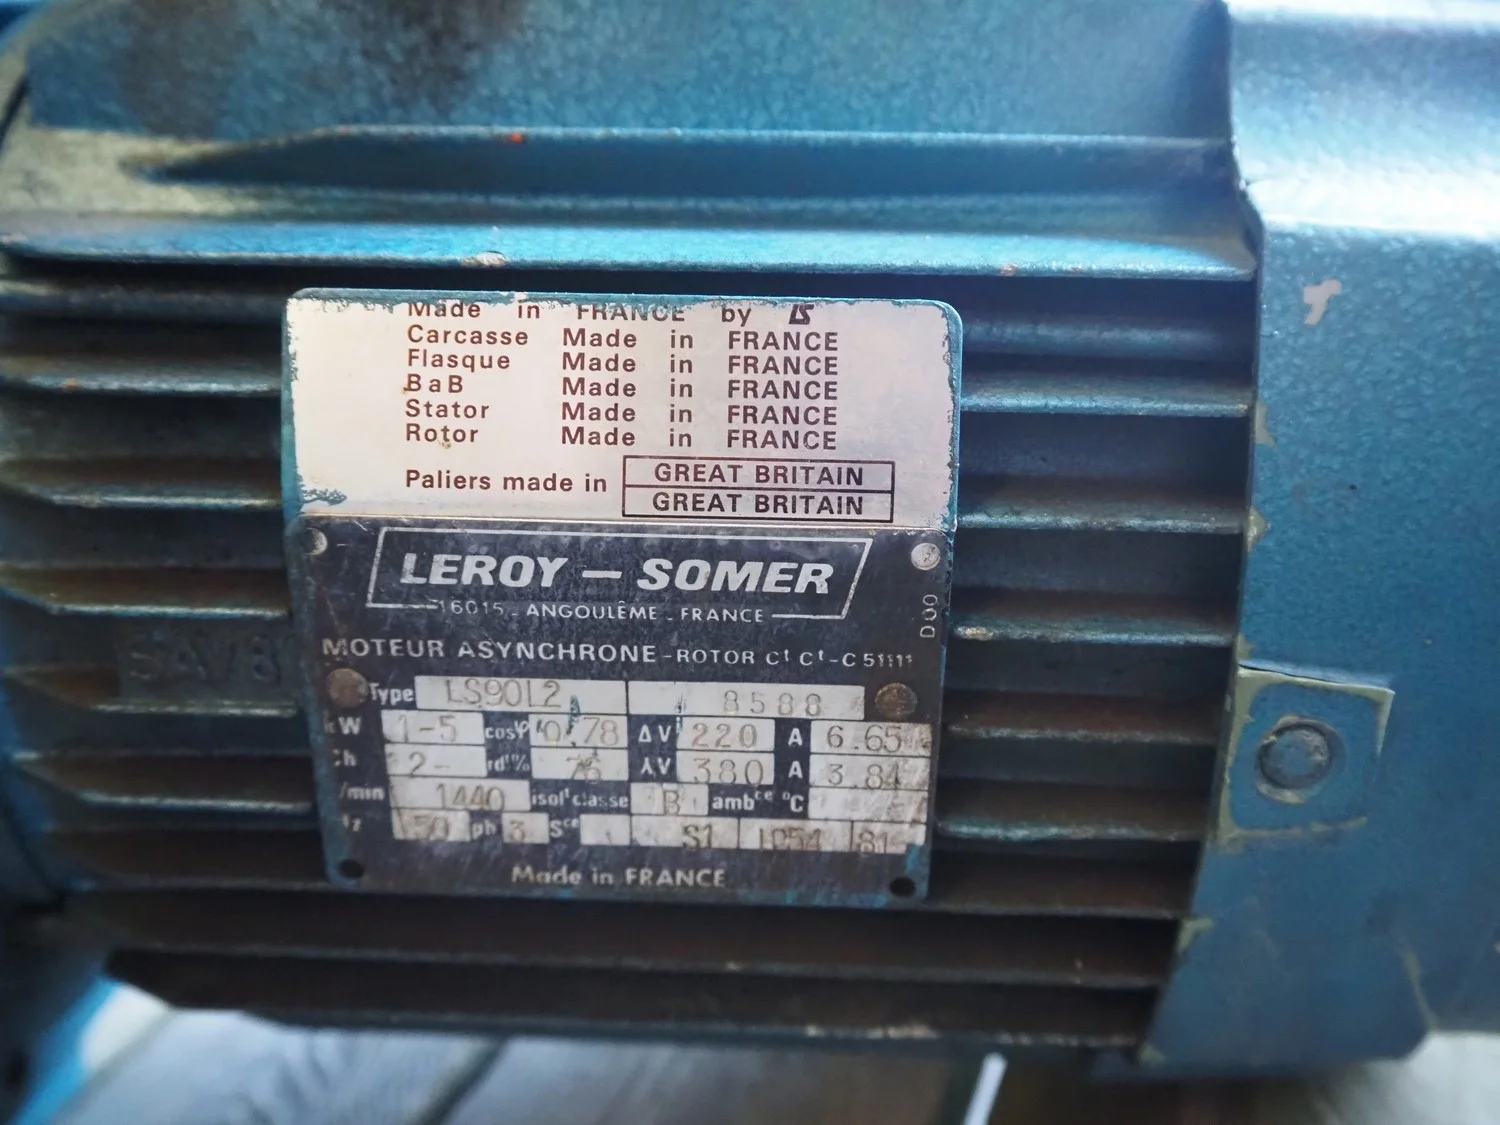 Made in FRANCE by LS
Carcasse Made in FRANCE
Flasque Made in FRANCE
BaB Made in FRANCE
Stator Made in FRANCE
Rotor Made in FRANCE
Paliers made in GREAT BRITAIN
GREAT BRITAIN
LEROY - SOMER
16015 - ANGOULÊME - FRANCE
MOTEUR ASYNCHRONE - ROTOR Ct Ct - C 51111
Type LS90L2 8588
kW 1-5 cosφ 0,78 ΔV 220 A 6.65
ch 2- rdt% 76 λV 380 A 3.84
/min 1440 isolt classe B ambce °C
Hz 50 ph 3 Sce S1 81
Made in FRANCE